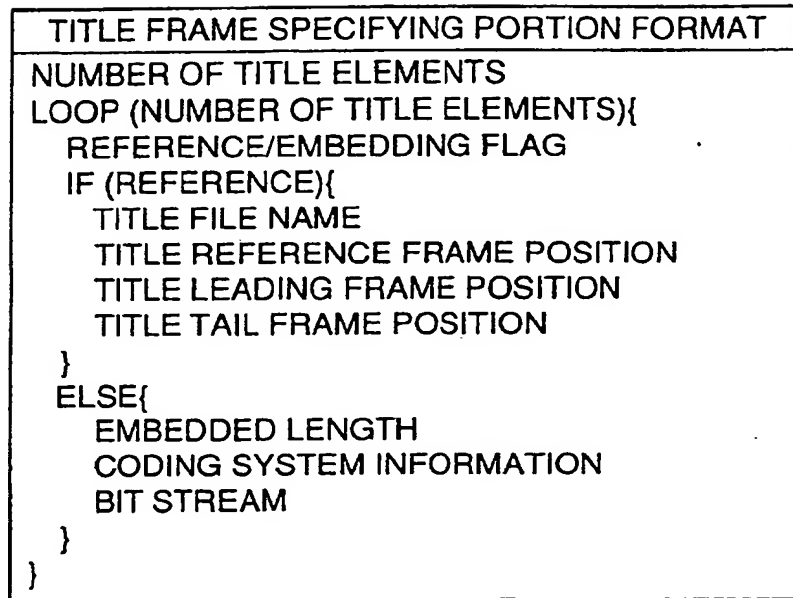 TITLE FRAME SPECIFYING PORTION FORMAT
NUMBER OF TITLE ELEMENTS
LOOP (NUMBER OF TITLE ELEMENTS){
REFERENCE/EMBEDDING FLAG
IF (REFERENCE){
TITLE FILE NAME
TITLE REFERENCE FRAME POSITION
TITLE LEADING FRAME POSITION
TITLE TAIL FRAME POSITION
}
ELSE{
EMBEDDED LENGTH
CODING SYSTEM INFORMATION
BIT STREAM
}
}